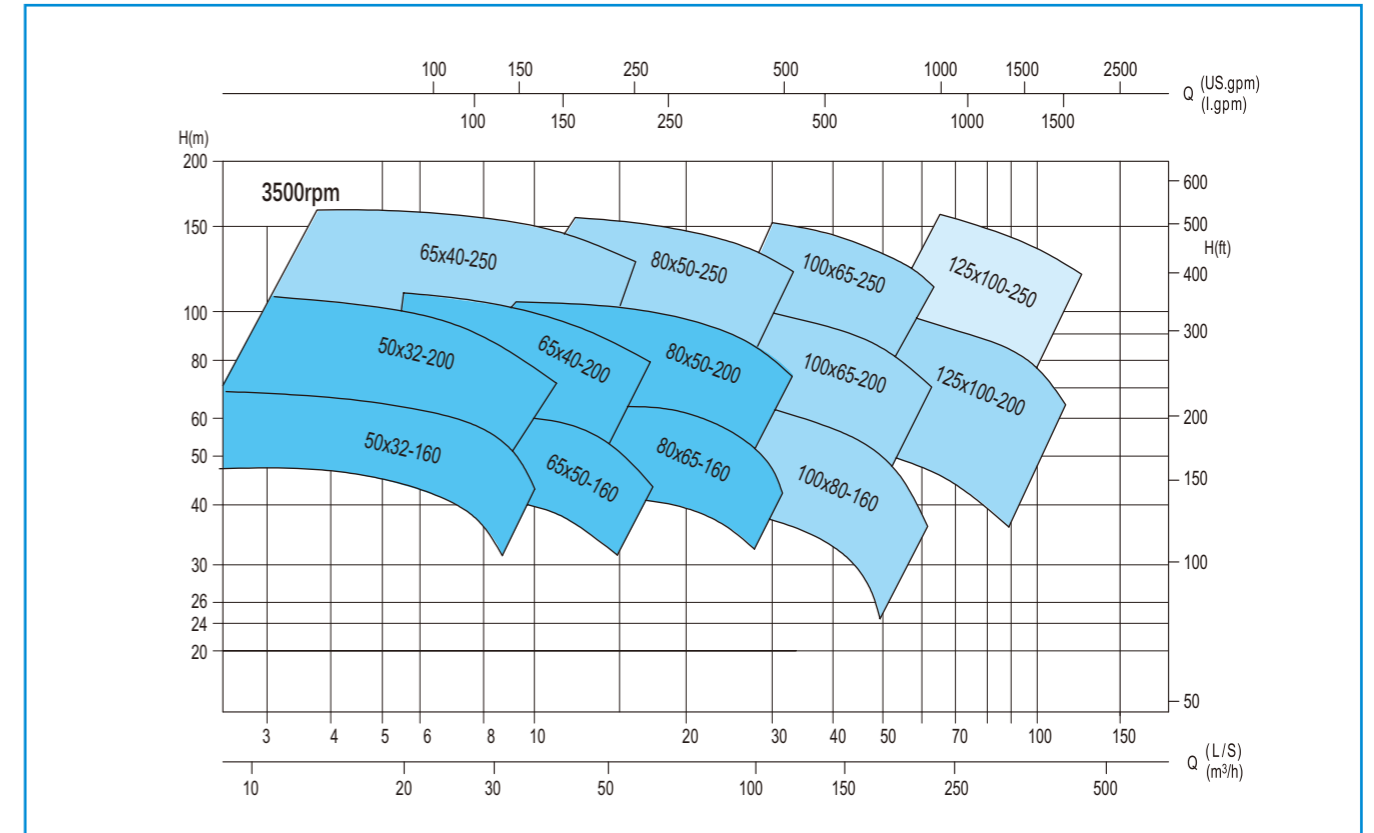 100 150 250 500 1000 1500 2500
Q (US.gpm)
(I.gpm)
100 150 250 500 1000 1500
H(m)
200
3500rpm
600
150
500
H(ft)
65x40-250
80x50-250
100x65-250
125x100-250
400
100
300
50x32-200
65x40-200
80x50-200
100x65-200
125x100-200
80
60
200
50x32-160
65x50-160
80x65-160
100x80-160
50
150
40
30
100
26
24
20
50
3 4 5 6 8 10 20 30 40 50 70 100 150
Q (L/S)
(m³/h)
10 20 30 50 100 150 250 500